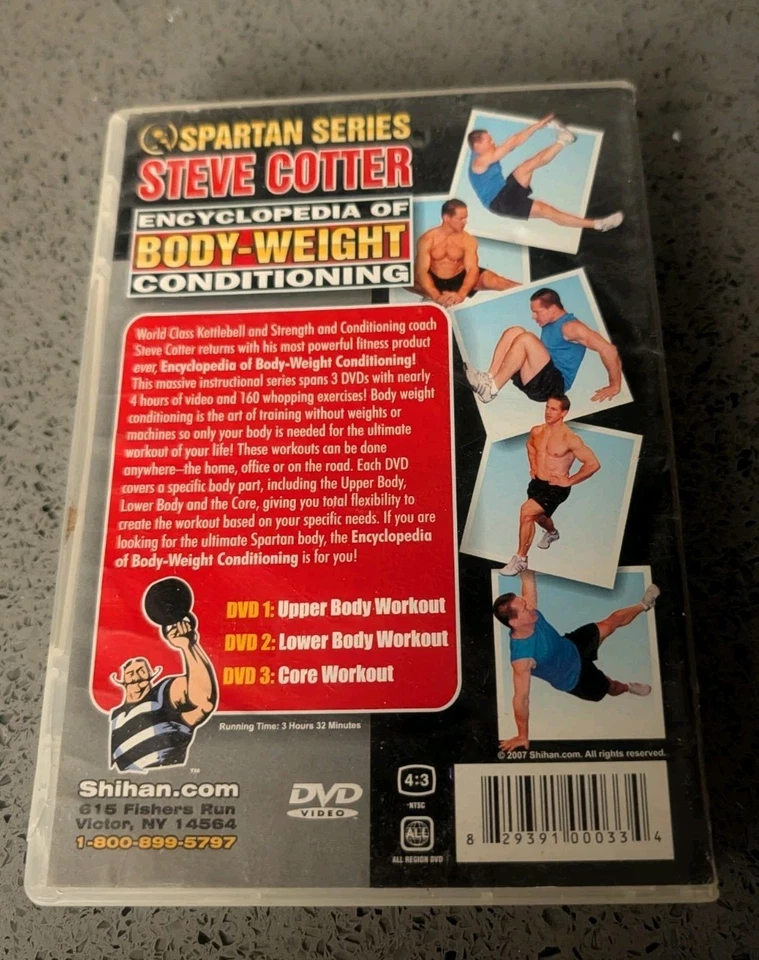 SPARTAN SERIES
STEVE COTTER
ENCYCLOPEDIA OF
BODY-WEIGHT
CONDITIONING
World Class Kettlebell and Strength and Conditioning coach
Steve Cotter returns with his most powerful fitness product
ever, Encyclopedia of Body-Weight Conditioning!
This massive instructional series spans 3 DVDs with nearly
4 hours of video and 160 whopping exercises! Body weight
conditioning is the art of training without weights or
machines so only your body is needed for the ultimate
workout of your life! These workouts can be done
anywhere—the home, office or on the road. Each DVD
covers a specific body part, including the Upper Body,
Lower Body and the Core, giving you total flexibility to
create the workout based on your specific needs. If you are
looking for the ultimate Spartan body, the Encyclopedia
of Body-Weight Conditioning is for you!
DVD 1: Upper Body Workout
DVD 2: Lower Body Workout
DVD 3: Core Workout
Running Time: 3 Hours 32 Minutes
© 2007 Shihan.com. All rights reserved.
TM
Shihan.com
615 Fishers Run
Victor, NY 14564
1-800-899-5797
DVD
VIDEO
4:3
NTSC
ALL
ALL REGION DVD
8 29391 00033 4